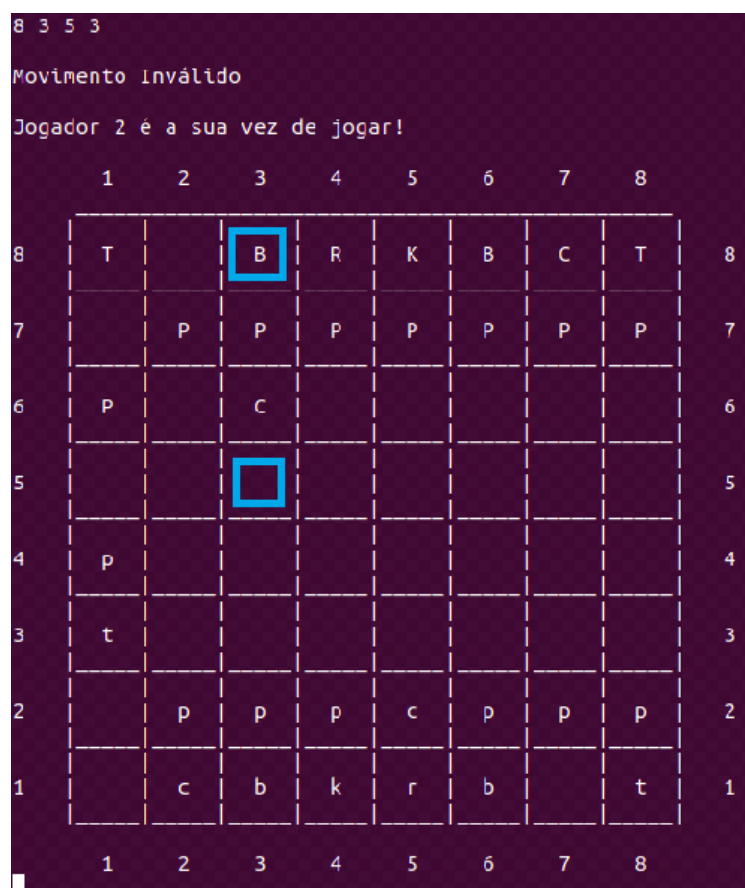 8 3 5 3
Movimento Inválido
Jogador 2 é a sua vez de jogar!
1 2 3 4 5 6 7 8
8 T B R K B C T 8
7 P P P P P P P 7
6 P C 6
5 5
4 p 4
3 t 3
2 p p p c p p p 2
1 c b k r b t 1
1 2 3 4 5 6 7 8